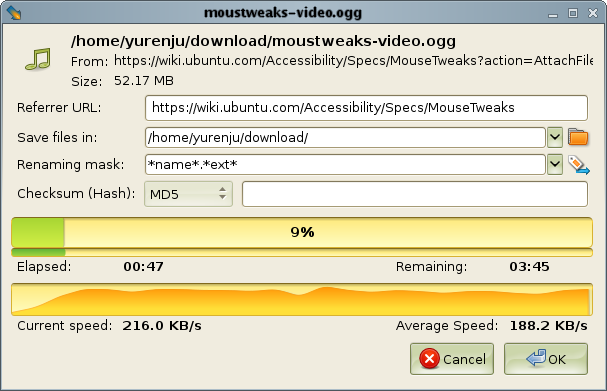 moustweaks-video.ogg
/home/yurenju/download/moustweaks-video.ogg
From: https://wiki.ubuntu.com/Accessibility/Specs/MouseTweaks?action=AttachFile
Size: 52.17 MB
Referrer URL: https://wiki.ubuntu.com/Accessibility/Specs/MouseTweaks
Save files in: /home/yurenju/download/
Renaming mask: *name*.*ext*
Checksum (Hash): MD5
9%
Elapsed: 00:47 Remaining: 03:45
Current speed: 216.0 KB/s Average Speed: 188.2 KB/s
Cancel OK